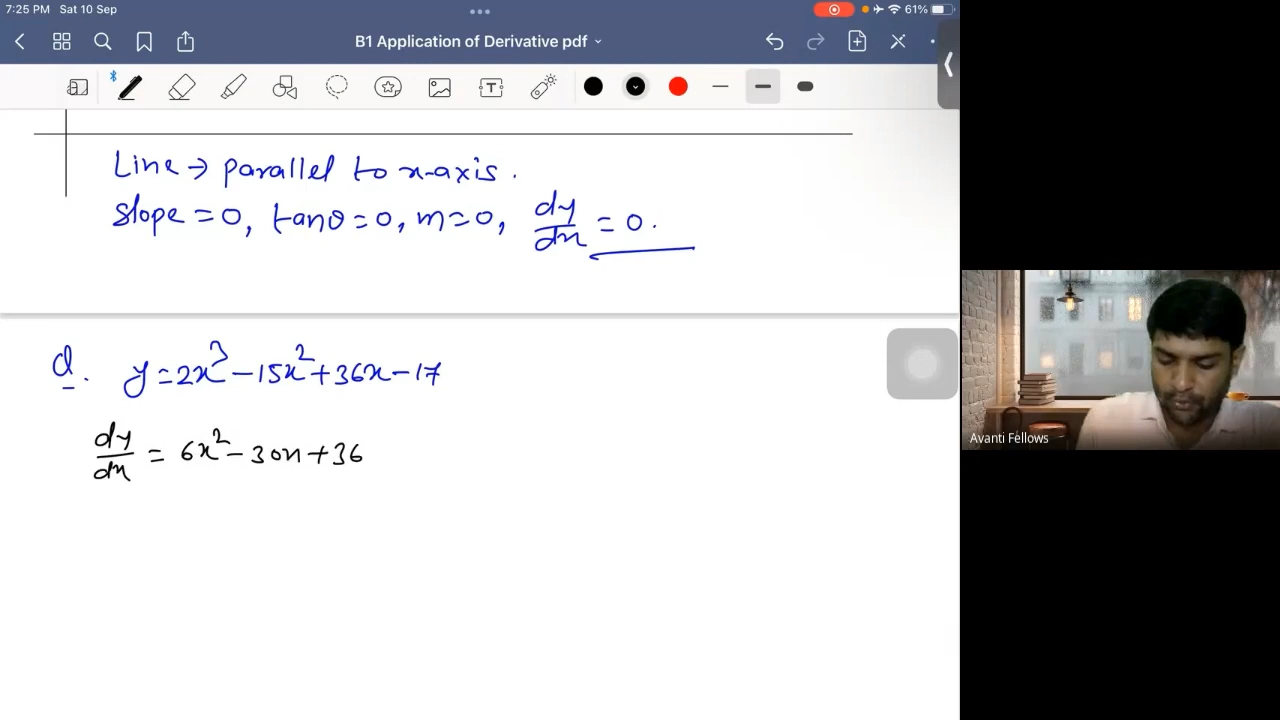 7:25 PM Sat 10 Sep
61%
B1 Application of Derivative pdf
T
Line → parallel to x-axis.
Slope = 0, tanθ = 0, m = 0, dy/dx = 0.
Q. y = 2x³ - 15x² + 36x - 17
dy/dx = 6x² - 30x + 36
Avanti Fellows